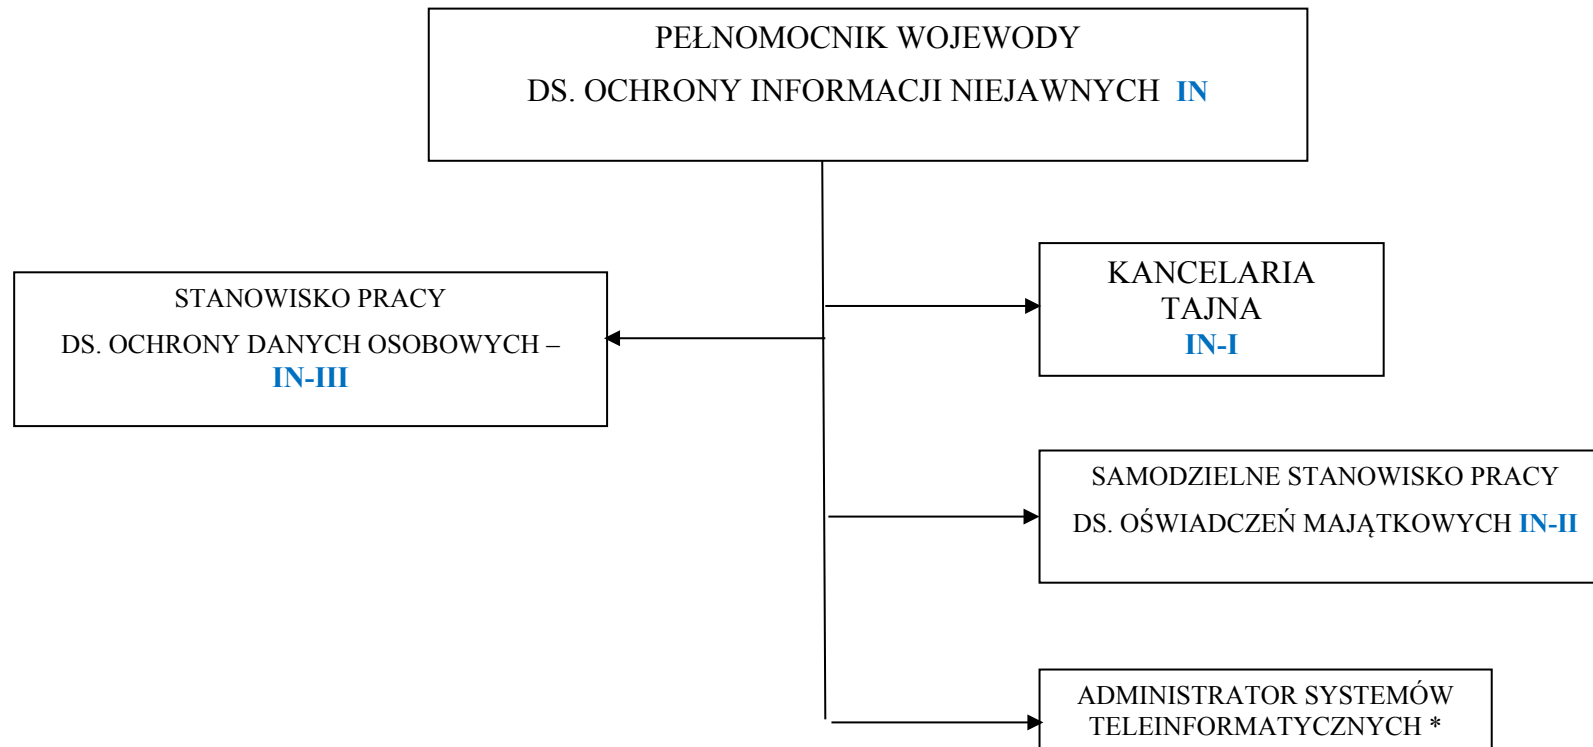 PEŁNOMOCNIK WOJEWODY
DS. OCHRONY INFORMACJI NIEJAWNYCH IN
STANOWISKO PRACY
DS. OCHRONY DANYCH OSOBOWYCH –
IN-III
KANCELARIA
TAJNA
IN-I
SAMODZIELNE STANOWISKO PRACY
DS. OŚWIADCZEŃ MAJĄTKOWYCH IN-II
ADMINISTRATOR SYSTEMÓW
TELEINFORMATYCZNYCH *